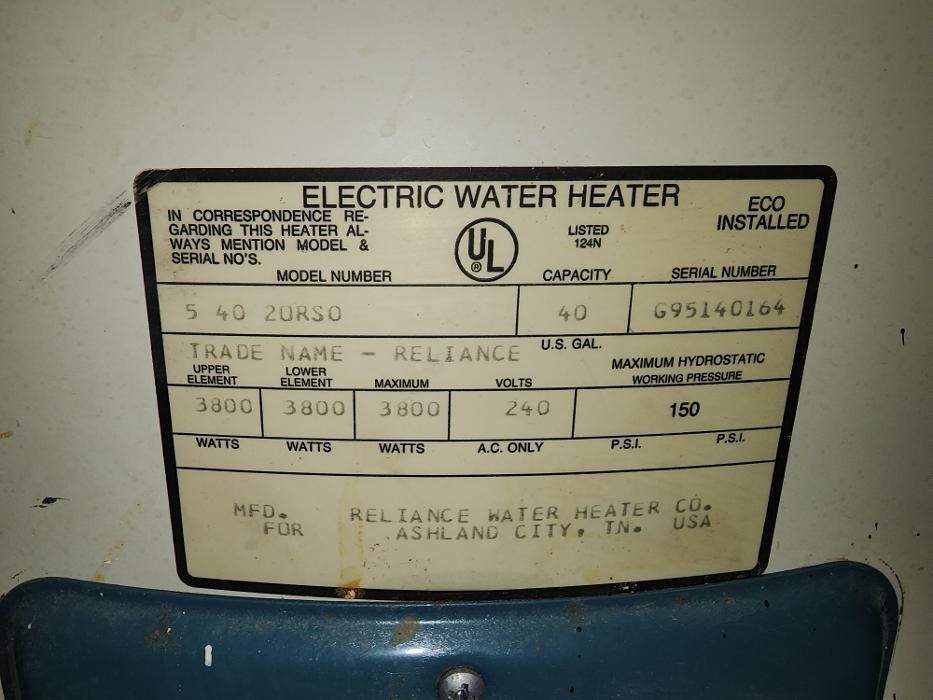 ELECTRIC WATER HEATER
IN CORRESPONDENCE RE-
GARDING THIS HEATER AL-
WAYS MENTION MODEL &
SERIAL NO'S.
UL
®
LISTED
124N
ECO
INSTALLED
MODEL NUMBER CAPACITY SERIAL NUMBER
5 40 2ORSO 40 G95140164
TRADE NAME - RELIANCE U.S. GAL.
UPPER
ELEMENT
LOWER
ELEMENT
MAXIMUM
VOLTS
MAXIMUM HYDROSTATIC
WORKING PRESSURE
3800 3800 3800 240 150
WATTS WATTS WATTS A.C. ONLY P.S.I. P.S.I.
MFD. RELIANCE WATER HEATER CO.
FOR ASHLAND CITY, TN. USA